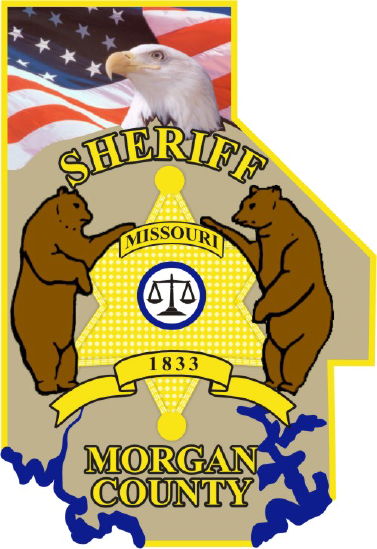 SHERIFF
MISSOURI
1833
MORGAN
COUNTY